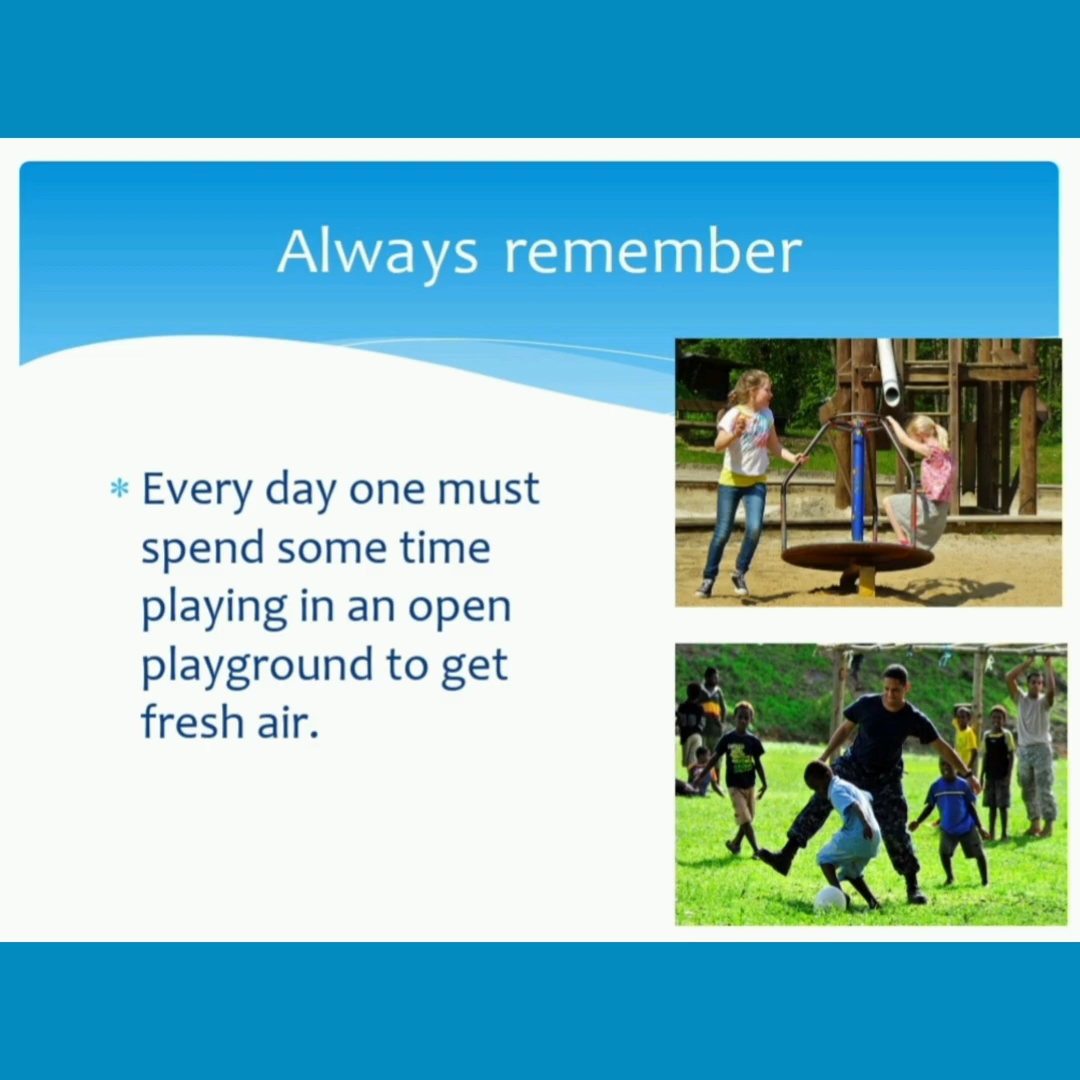 Always remember
* Every day one must
spend some time
playing in an open
playground to get
fresh air.